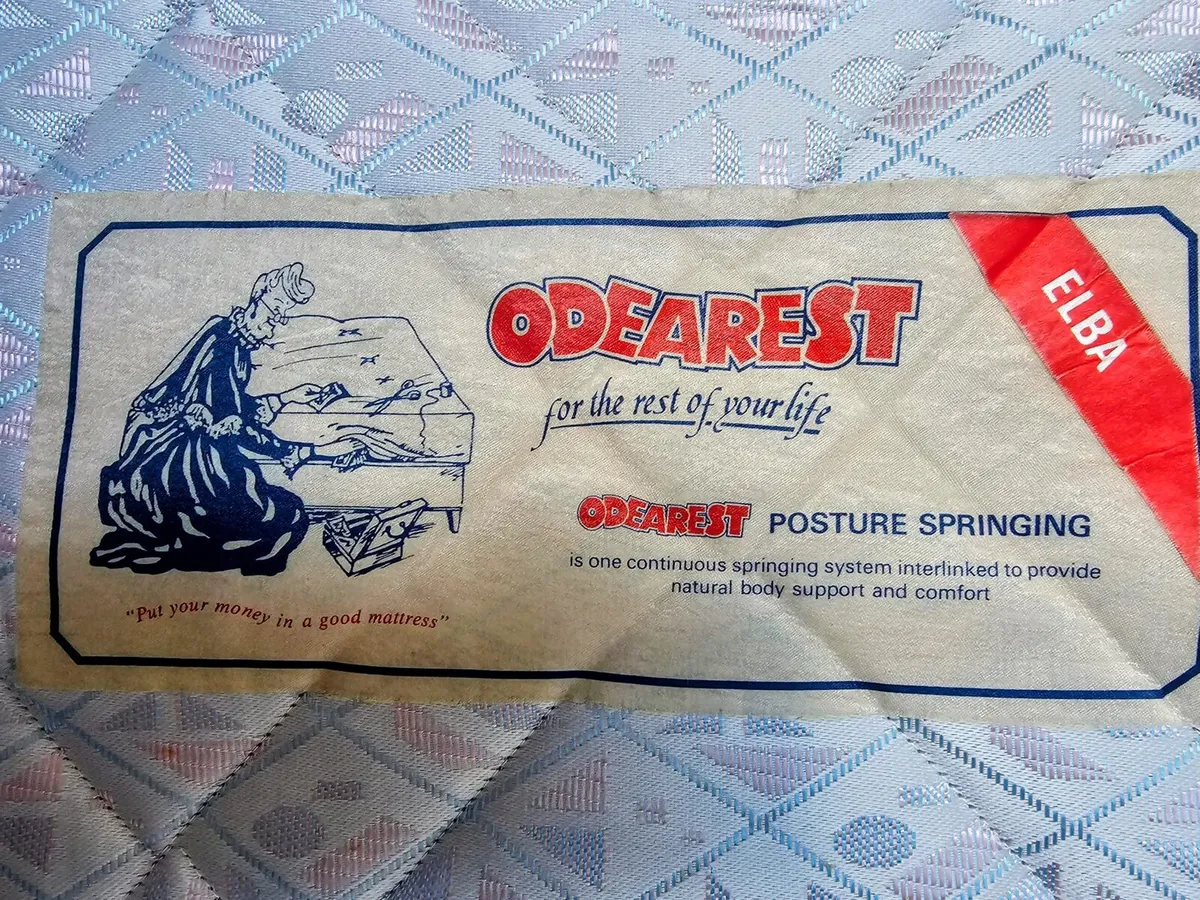 ODEAREST
ELBA
for the rest of your life
ODEAREST POSTURE SPRINGING
is one continuous springing system interlinked to provide
natural body support and comfort
"Put your money in a good mattress"